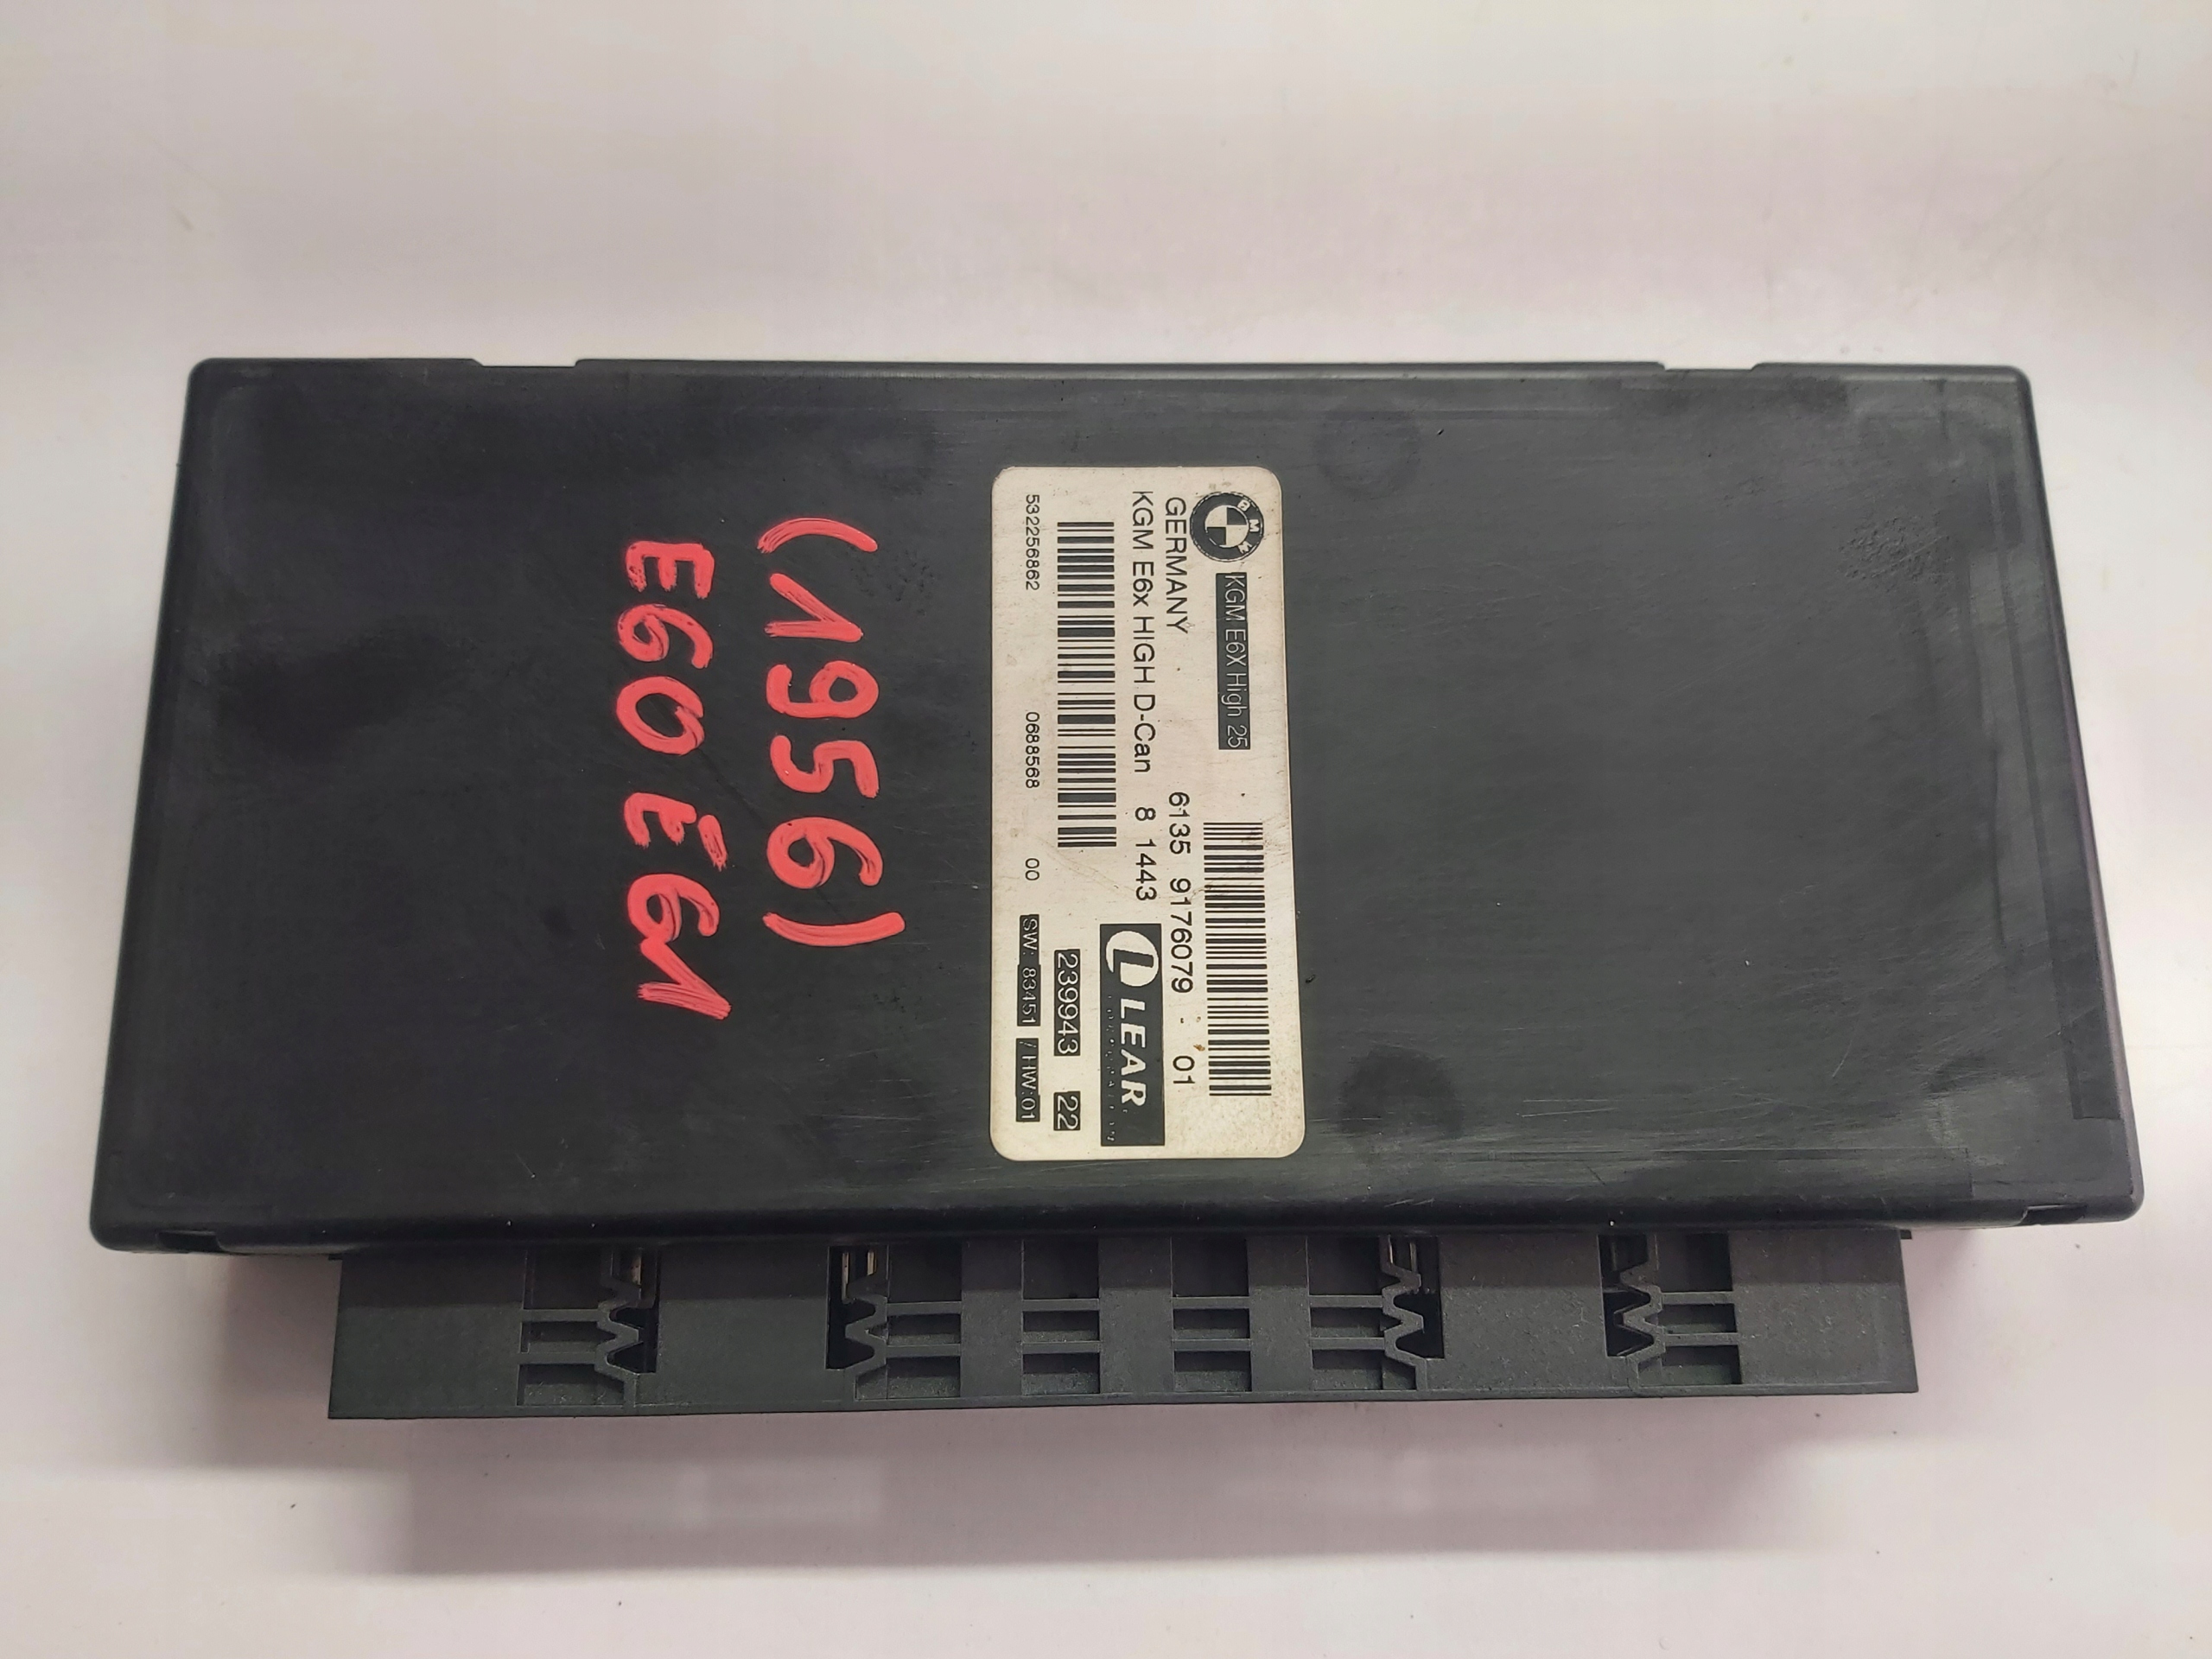 BMW
KGM E6X High 25
GERMANY 6135 9176079 - 01
KGM E6x HIGH D-Can 8 1443
LEAR
239943 22
532256862 0688568 00
SW: 83451 / HW:01
(1956)
E60 E61